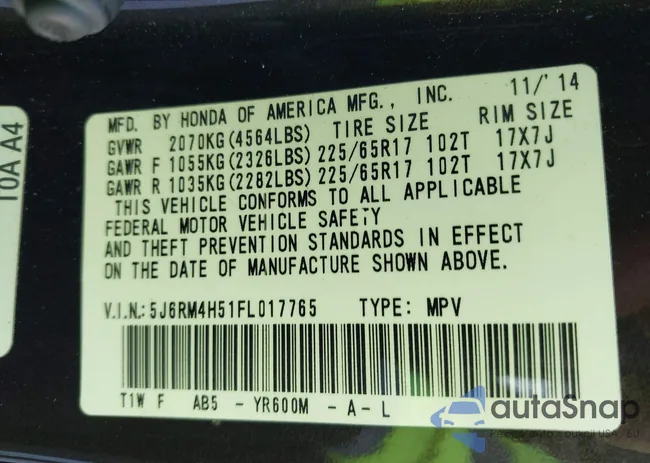 MFD. BY HONDA OF AMERICA MFG., INC. 11/'14
GVWR 2070KG(4564LBS) TIRE SIZE RIM SIZE
GAWR F 1055KG(2326LBS) 225/65R17 102T 17X7J
GAWR R 1035KG(2282LBS) 225/65R17 102T 17X7J
THIS VEHICLE CONFORMS TO ALL APPLICABLE
FEDERAL MOTOR VEHICLE SAFETY
AND THEFT PREVENTION STANDARDS IN EFFECT
ON THE DATE OF MANUFACTURE SHOWN ABOVE.
V.I.N.: 5J6RM4H51FL017765 TYPE: MPV
T1W F AB5 - YR600M - A - L
10A A4
autoSnap